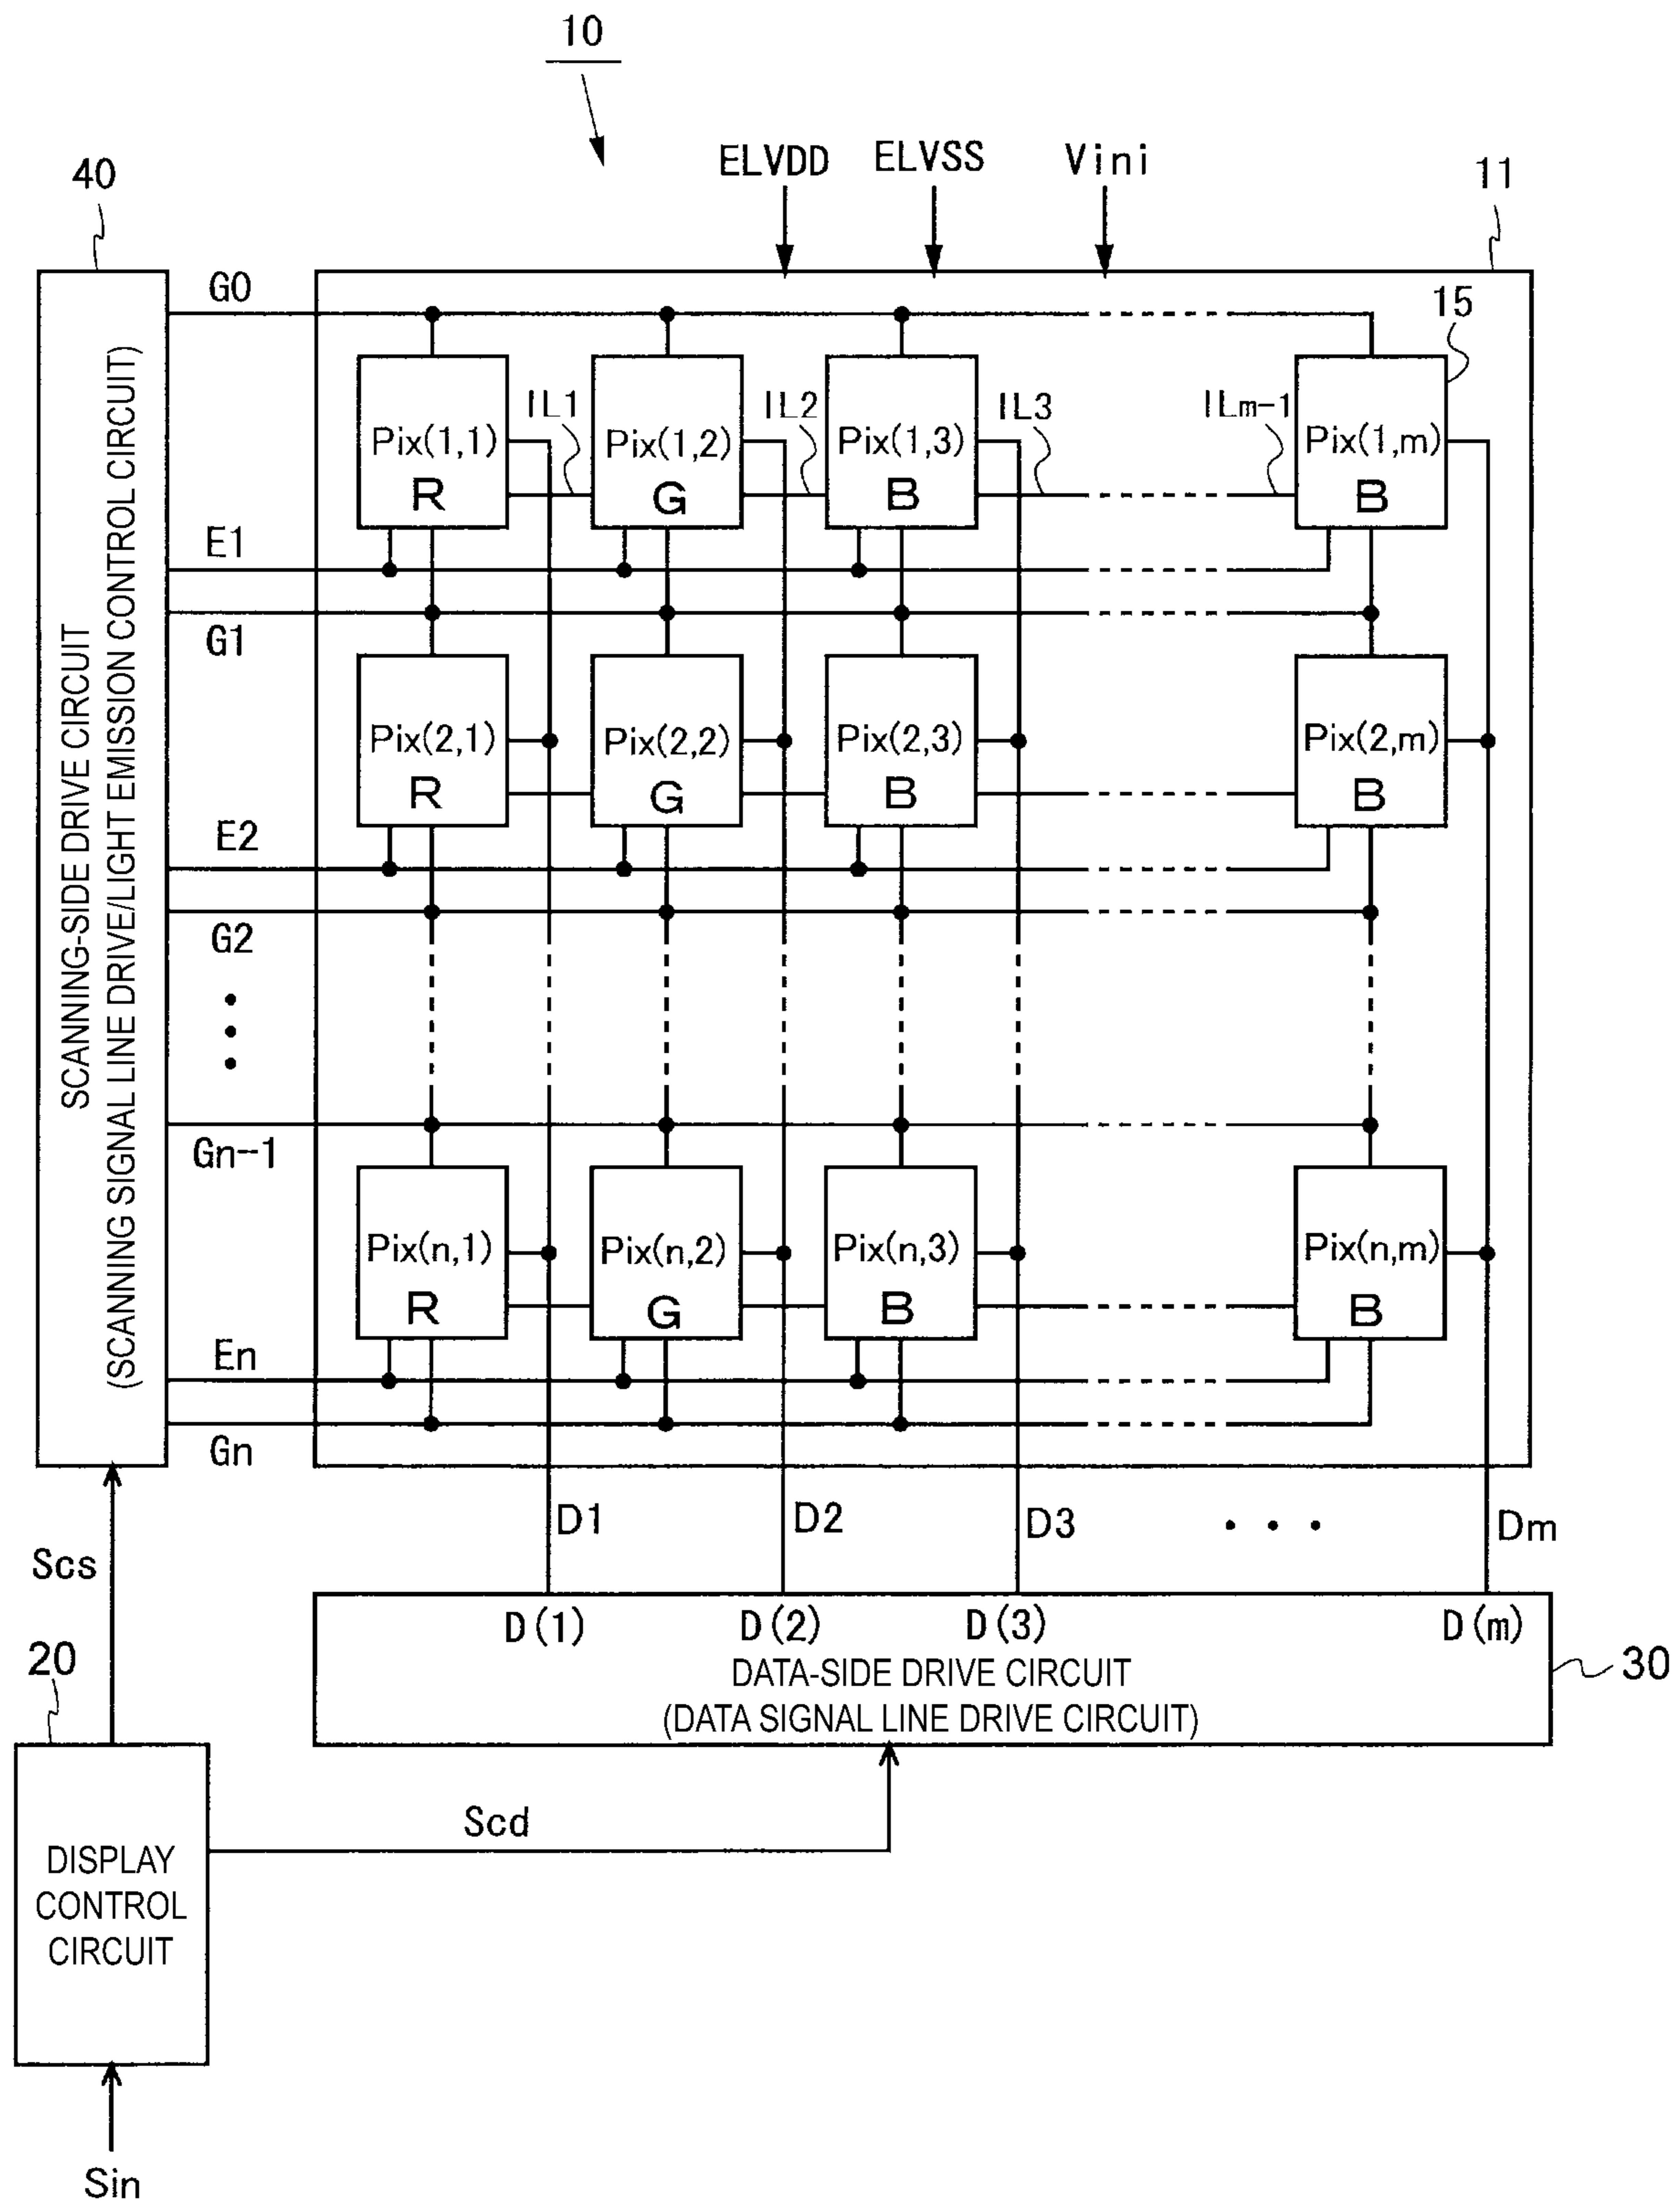 10
ELVDD ELVSS Vini
40
11
G0
15
IL1 IL2 IL3 ILm-1
Pix(1,1) Pix(1,2) Pix(1,3) Pix(1,m)
R G B B
E1
G1
Pix(2,1) Pix(2,2) Pix(2,3) Pix(2,m)
R G B B
E2
G2
SCANNING-SIDE DRIVE CIRCUIT
(SCANNING SIGNAL LINE DRIVE/LIGHT EMISSION CONTROL CIRCUIT)
Gn-1
Pix(n,1) Pix(n,2) Pix(n,3) Pix(n,m)
R G B B
En
Gn
D1 D2 D3 ••• Dm
Scs
D(1) D(2) D(3) D(m)
20
DATA-SIDE DRIVE CIRCUIT
(DATA SIGNAL LINE DRIVE CIRCUIT)
30
Scd
DISPLAY
CONTROL
CIRCUIT
Sin